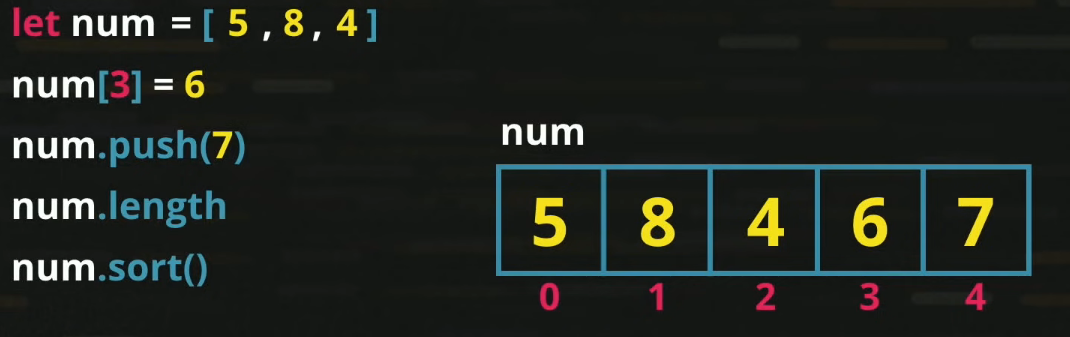 let num = [ 5 , 8 , 4 ]
num[3] = 6
num.push(7)
num.length
num.sort()
num
5 8 4 6 7
0 1 2 3 4